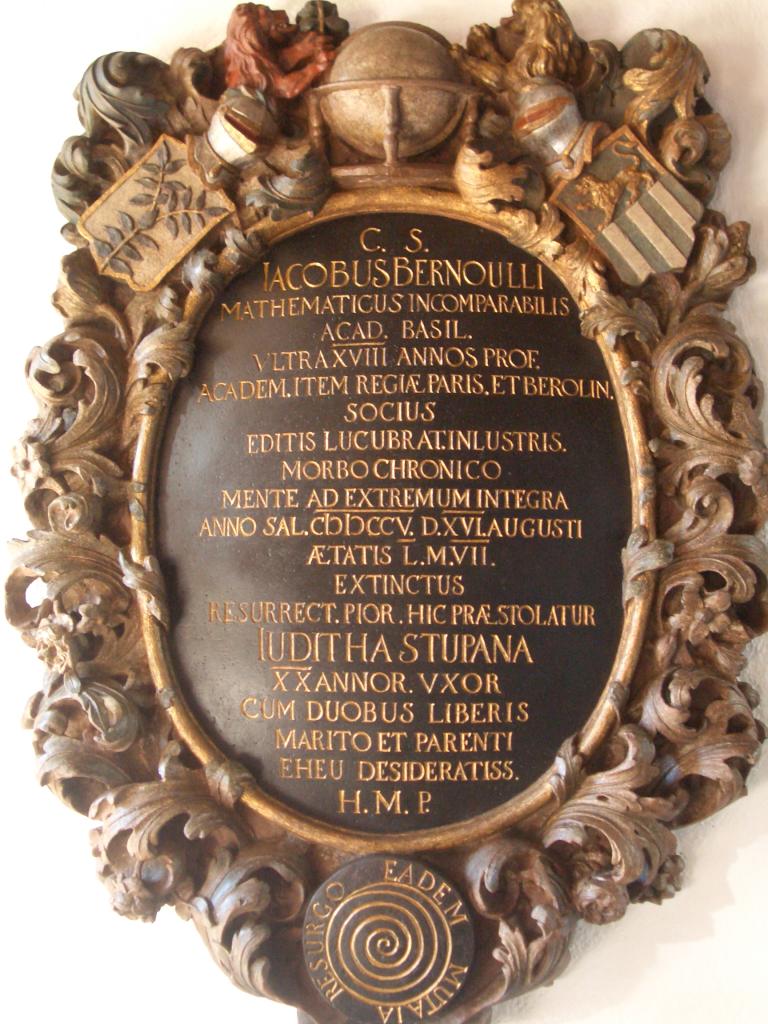 C. S.
IACOBUS BERNOULLI
MATHEMATICUS INCOMPARABILIS
ACAD. BASIL.
VLTRA XVIII ANNOS PROF.
ACADEM. ITEM REGIÆ PARIS. ET BEROLIN.
SOCIUS
EDITIS LUCUBRAT. INLUSTRIS.
MORBO CHRONICO
MENTE AD EXTREMUM INTEGRA
ANNO SAL. CIƆIƆCCV. D. XVI. AUGUSTI
ÆTATIS L. M. VII.
EXTINCTUS
RESURRECT. PIOR. HIC PRÆSTOLATUR
IUDITHA STUPANA
XX ANNOR. VXOR
CUM DUOBUS LIBERIS
MARITO ET PARENTI
EHEU DESIDERATISS.
H. M. P.
EADEM MUTATA RESURGO